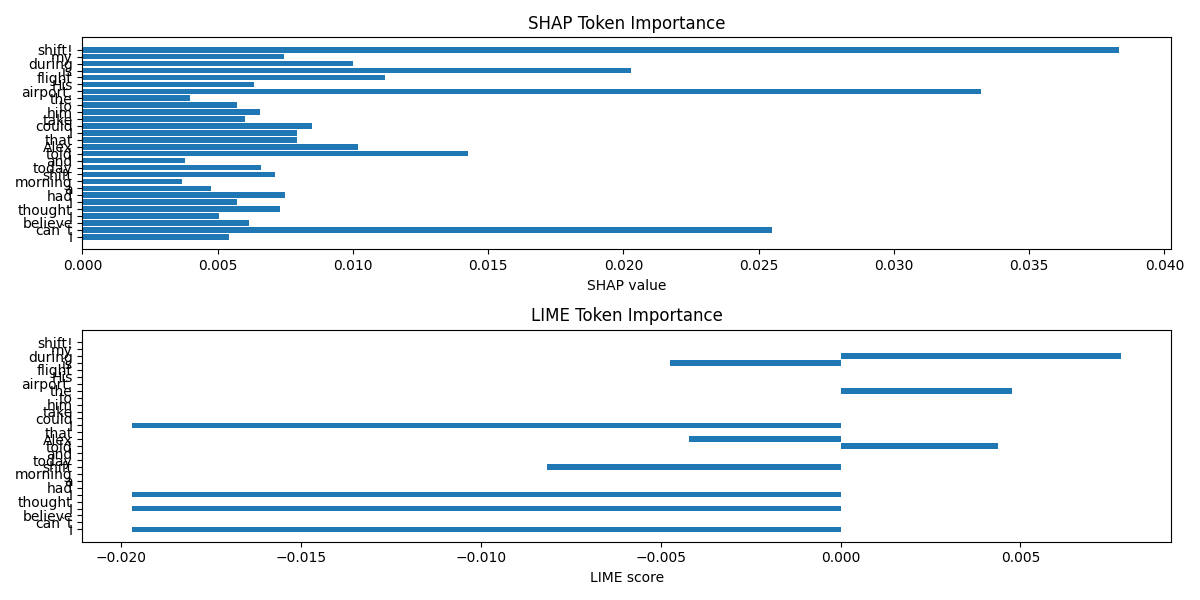 SHAP Token Importance
shift!
my
during
is
flight
His
airport.
the
to
him
take
could
I
that
Alex
told
and
today
shift
morning
a
had
I
thought
I
believe
can't
I
0.000 0.005 0.010 0.015 0.020 0.025 0.030 0.035 0.040
SHAP value
LIME Token Importance
shift!
my
during
is
flight
His
airport.
the
to
him
take
could
I
that
Alex
told
and
today
shift
morning
a
had
I
thought
I
believe
can't
I
−0.020 −0.015 −0.010 −0.005 0.000 0.005
LIME score